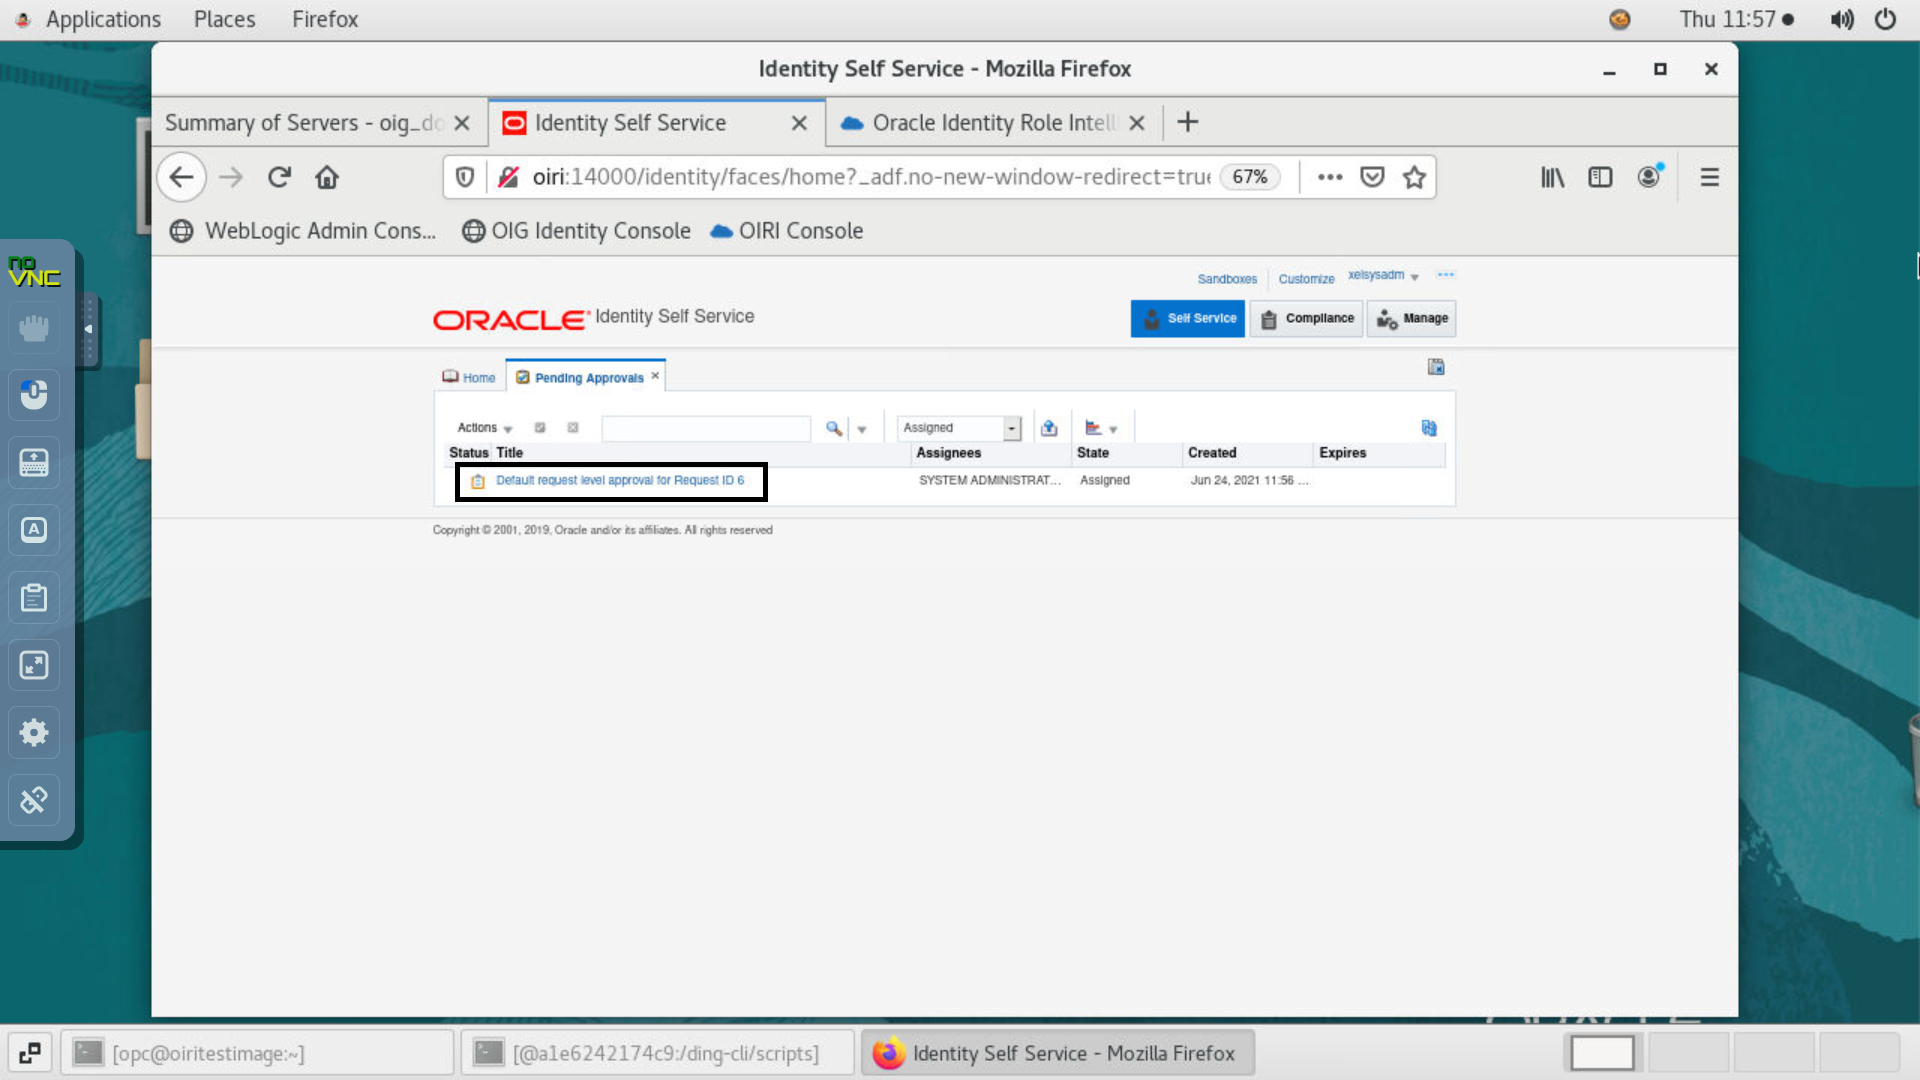 Applications Places Firefox Thu 11:57
Identity Self Service - Mozilla Firefox
Summary of Servers - oig_do Identity Self Service Oracle Identity Role Intell
oiri:14000/identity/faces/home?_adf.no-new-window-redirect=true 67%
WebLogic Admin Cons... OIG Identity Console OIRI Console
no
VNC
Sandboxes Customize xelsysadm
ORACLE Identity Self Service
Self Service Compliance Manage
Home Pending Approvals
Actions Assigned
Status Title Assignees State Created Expires
Default request level approval for Request ID 6 SYSTEM ADMINISTRAT... Assigned Jun 24, 2021 11:56 ...
Copyright © 2001, 2019, Oracle and/or its affiliates. All rights reserved
[opc@oiritestimage:~] [@a1e6242174c9:/ding-cli/scripts] Identity Self Service - Mozilla Firefox